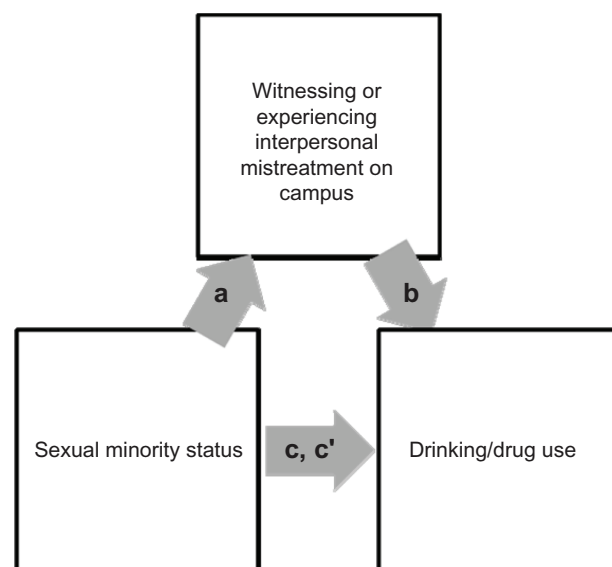 Witnessing or
experiencing
interpersonal
mistreatment on
campus
a
b
Sexual minority status
c, c'
Drinking/drug use